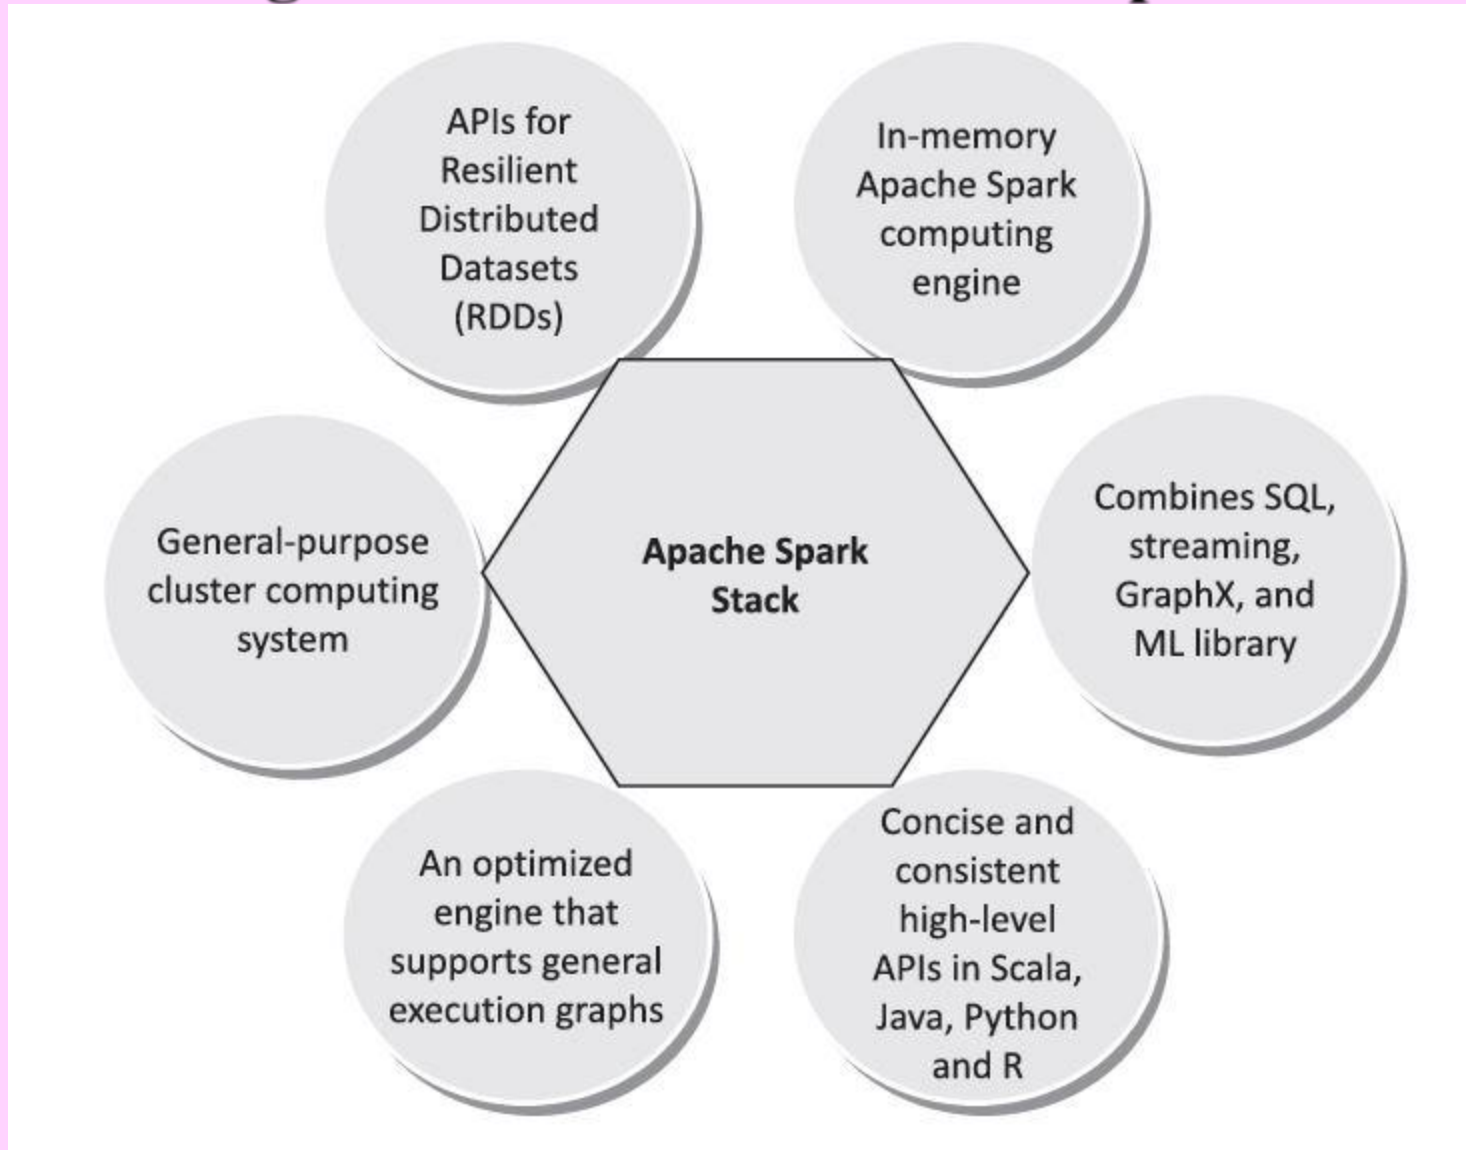 APIs for
Resilient
Distributed
Datasets
(RDDs)
In-memory
Apache Spark
computing
engine
General-purpose
cluster computing
system
Apache Spark
Stack
Combines SQL,
streaming,
GraphX, and
ML library
An optimized
engine that
supports general
execution graphs
Concise and
consistent
high-level
APIs in Scala,
Java, Python
and R